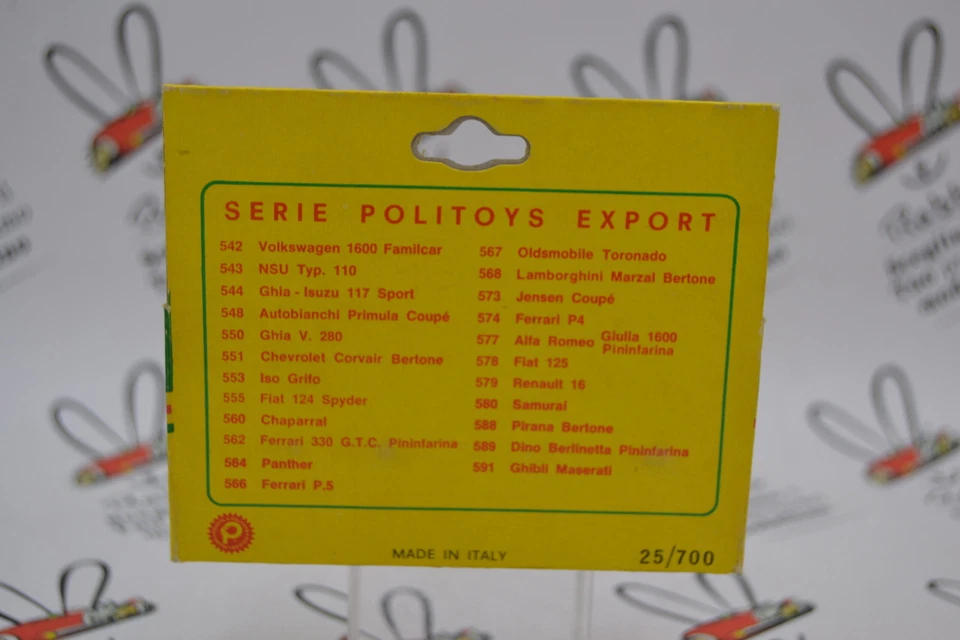 SERIE POLITOYS EXPORT
542 Volkswagen 1600 Familcar
543 NSU Typ. 110
544 Ghia - Isuzu 117 Sport
548 Autobianchi Primula Coupé
550 Ghia V. 280
551 Chevrolet Corvair Bertone
553 Iso Grifo
555 Fiat 124 Spyder
560 Chaparral
562 Ferrari 330 G.T.C. Pininfarina
564 Panther
566 Ferrari P.5
567 Oldsmobile Toronado
568 Lamborghini Marzal Bertone
573 Jensen Coupé
574 Ferrari P4
577 Alfa Romeo Giulia 1600
Pininfarina
578 Fiat 125
579 Renault 16
580 Samurai
588 Pirana Bertone
589 Dino Berlinetta Pininfarina
591 Ghibli Maserati
P
MADE IN ITALY
25/700